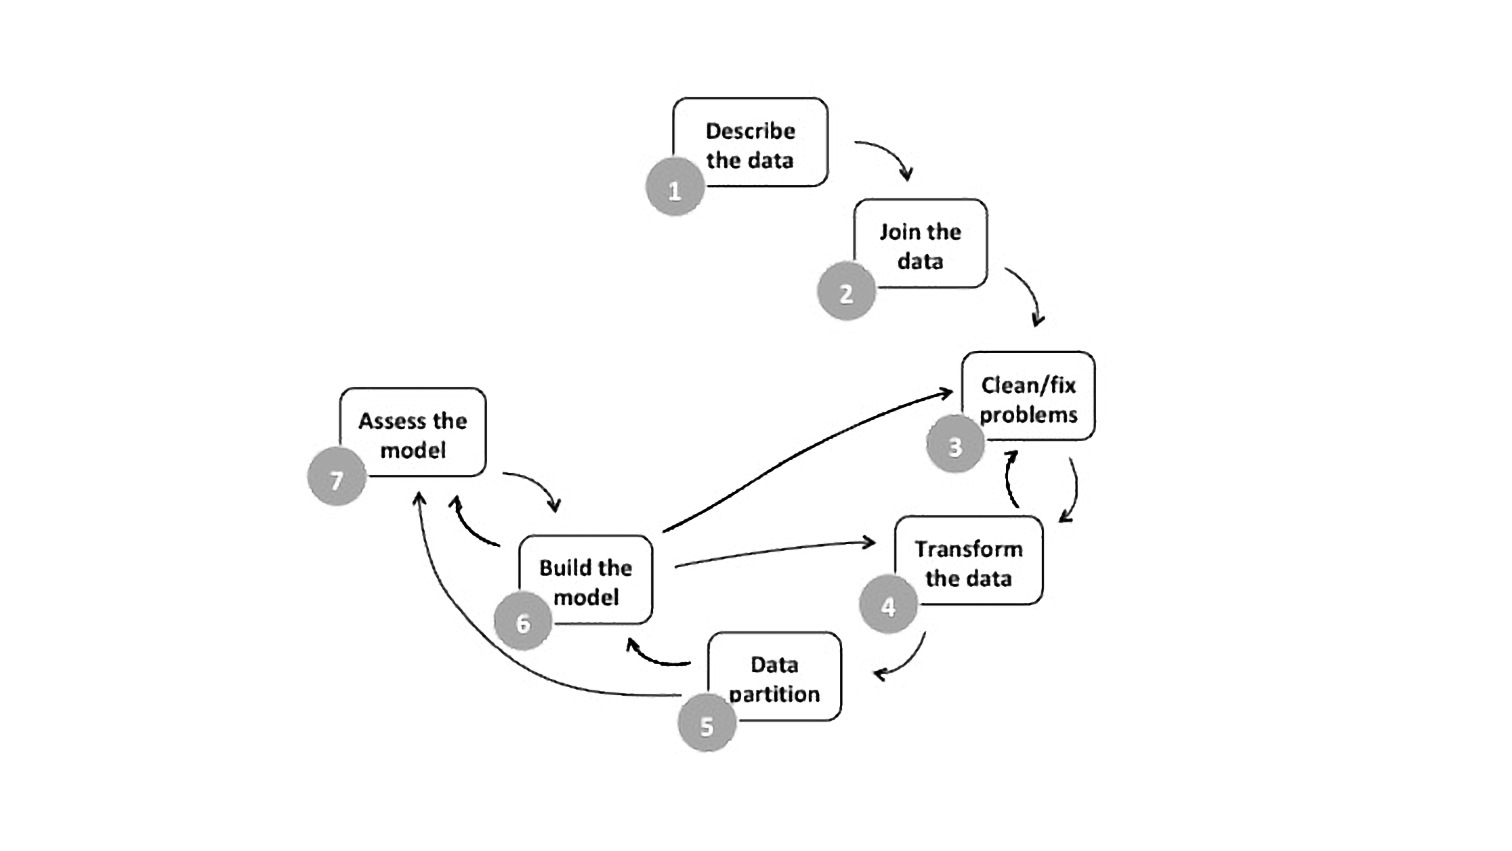 Describe
the data
1
Join the
data
2
Clean/fix
problems
3
Transform
the data
4
Data
partition
5
Build the
model
6
Assess the
model
7